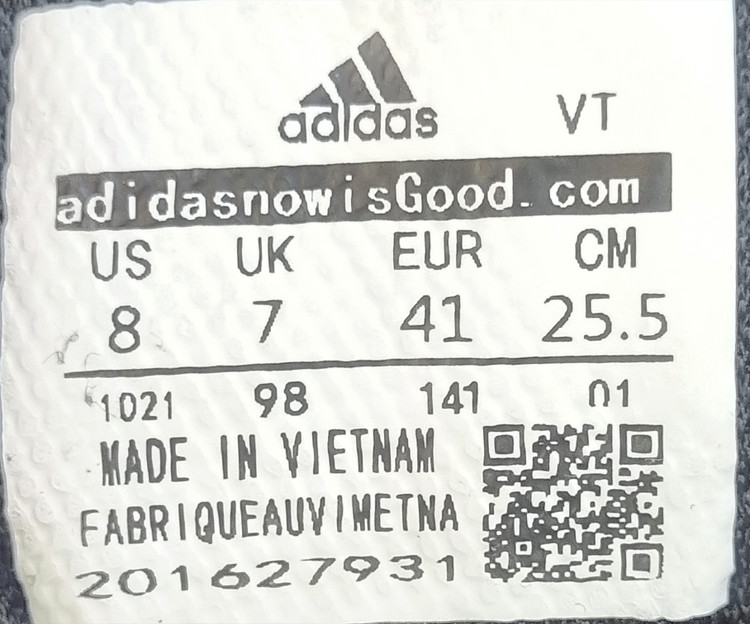 adidas VT
adidasnowisGood.com
US UK EUR CM
8 7 41 25.5
1021 98 141 01
MADE IN VIETNAM
FABRIQUEAUVIMETNA
201627931